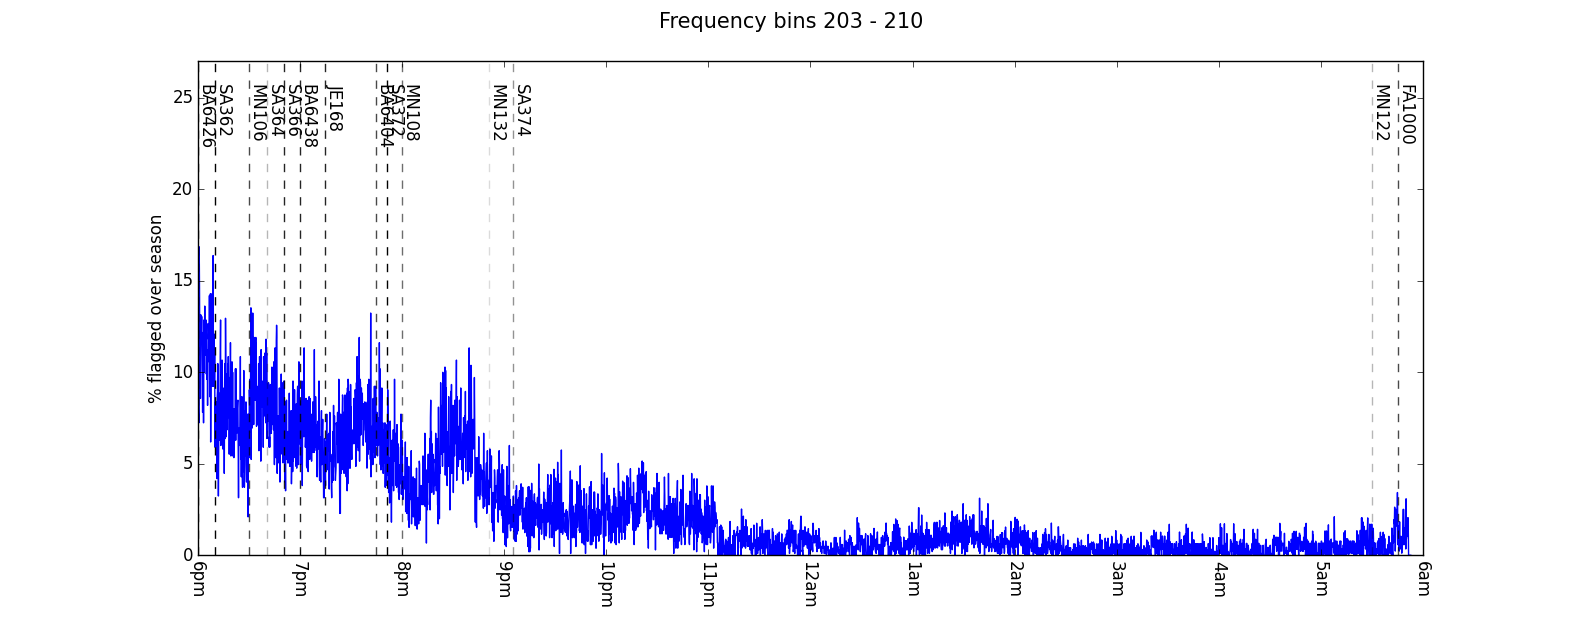 Frequency bins 203 - 210
% flagged over season
25
20
15
10
5
0
BA6426
SA362
MN106
SA364
SA366
BA6438
JE168
BA6404
SA372
MN108
MN132
SA374
MN122
FA1000
6pm
7pm
8pm
9pm
10pm
11pm
12am
1am
2am
3am
4am
5am
6am